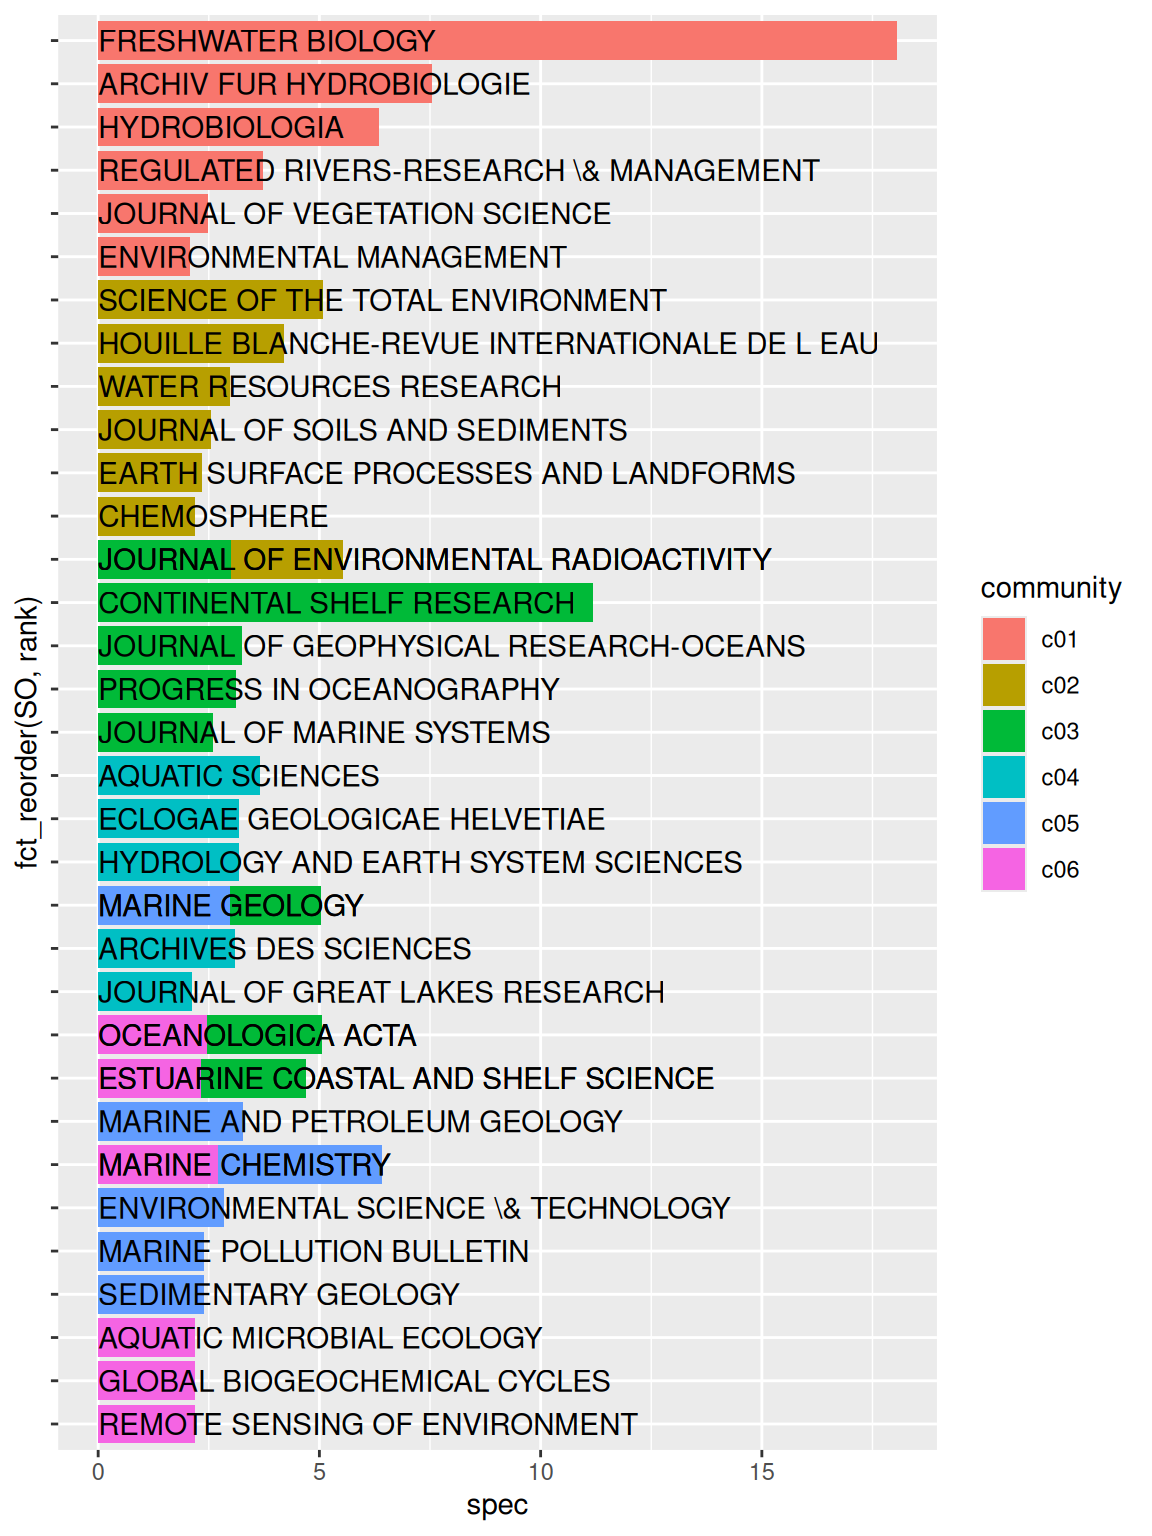 FRESHWATER BIOLOGY
ARCHIV FUR HYDROBIOLOGIE
HYDROBIOLOGIA
REGULATED RIVERS-RESEARCH \& MANAGEMENT
JOURNAL OF VEGETATION SCIENCE
ENVIRONMENTAL MANAGEMENT
SCIENCE OF THE TOTAL ENVIRONMENT
HOUILLE BLANCHE-REVUE INTERNATIONALE DE L EAU
WATER RESOURCES RESEARCH
JOURNAL OF SOILS AND SEDIMENTS
EARTH SURFACE PROCESSES AND LANDFORMS
CHEMOSPHERE
JOURNAL OF ENVIRONMENTAL RADIOACTIVITY
CONTINENTAL SHELF RESEARCH
JOURNAL OF GEOPHYSICAL RESEARCH-OCEANS
PROGRESS IN OCEANOGRAPHY
JOURNAL OF MARINE SYSTEMS
AQUATIC SCIENCES
ECLOGAE GEOLOGICAE HELVETIAE
HYDROLOGY AND EARTH SYSTEM SCIENCES
MARINE GEOLOGY
ARCHIVES DES SCIENCES
JOURNAL OF GREAT LAKES RESEARCH
OCEANOLOGICA ACTA
ESTUARINE COASTAL AND SHELF SCIENCE
MARINE AND PETROLEUM GEOLOGY
MARINE CHEMISTRY
ENVIRONMENTAL SCIENCE \& TECHNOLOGY
MARINE POLLUTION BULLETIN
SEDIMENTARY GEOLOGY
AQUATIC MICROBIAL ECOLOGY
GLOBAL BIOGEOCHEMICAL CYCLES
REMOTE SENSING OF ENVIRONMENT
0 5 10 15
spec
fct_reorder(SO, rank)
community
c01
c02
c03
c04
c05
c06